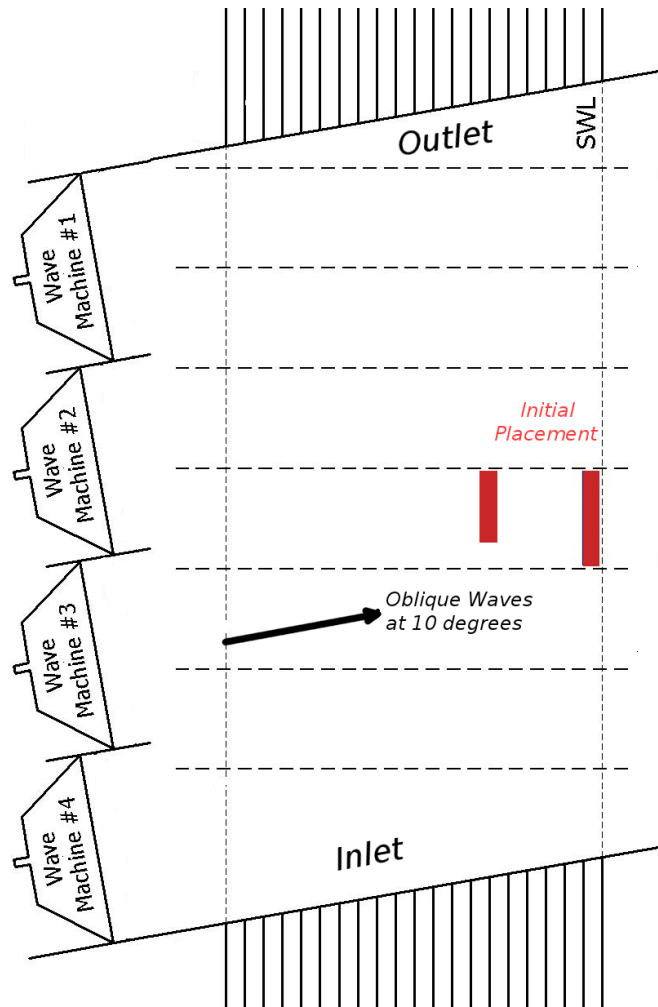 Outlet
SWL
Wave
Machine #1
Wave
Machine #2
Initial
Placement
Oblique Waves
at 10 degrees
Wave
Machine #3
Wave
Machine #4
Inlet